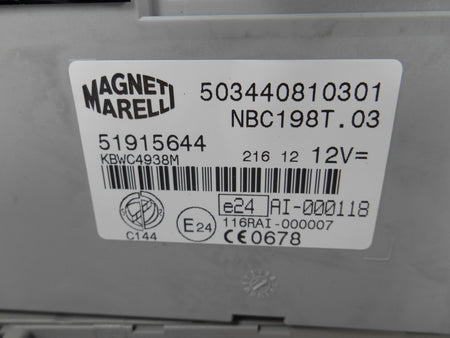 MAGNETI
MARELLI
503440810301
NBC198T.03
51915644
KBWC4938M
216 12 12V=
e24 AI-000118
116RAI-000007
C144
E24
CE0678